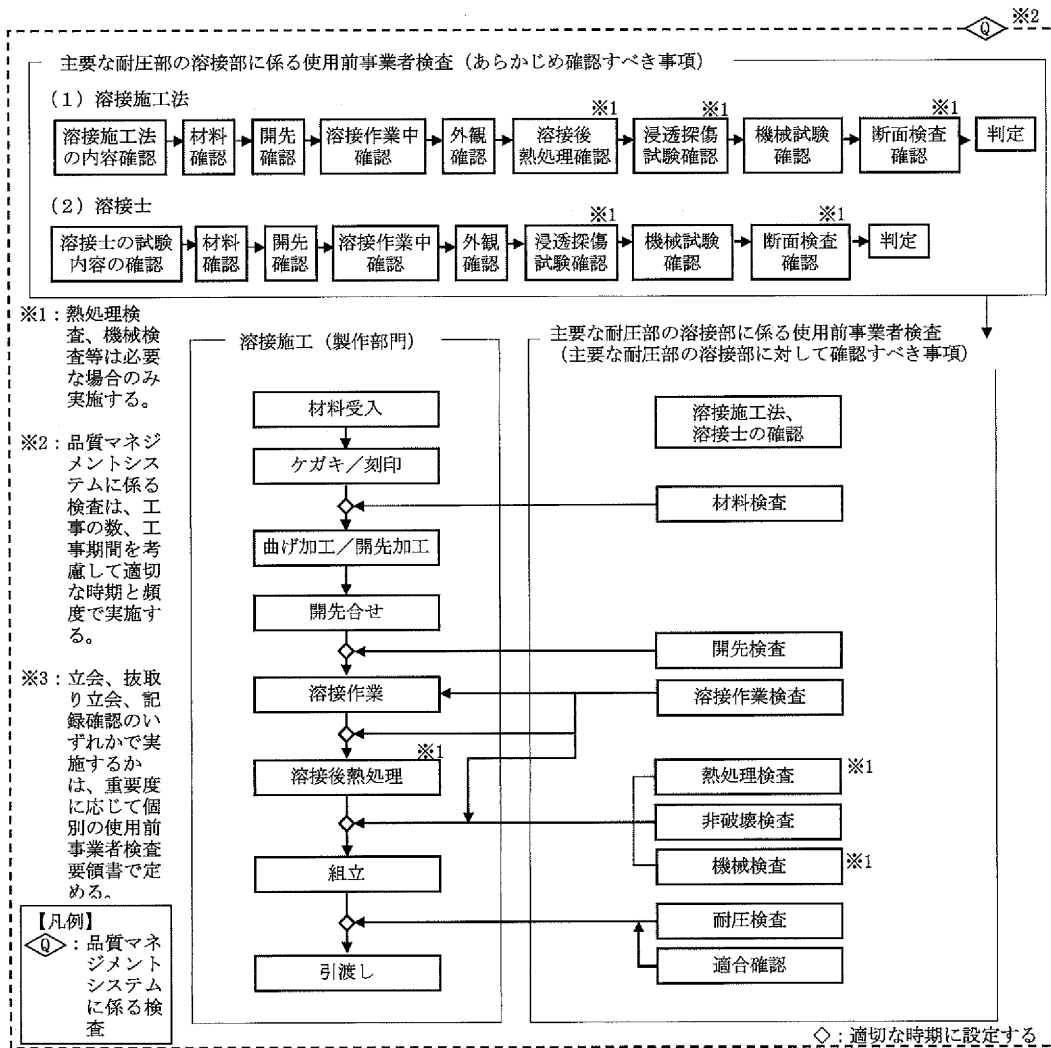 ※2
Q
主要な耐圧部の溶接部に係る使用前事業者検査(あらかじめ確認すべき事項)
(1)溶接施工法
※1
※1
※1
溶接施工法
の内容確認
材料
確認
開先
確認
溶接作業中
確認
外観
確認
溶接後
熱処理確認
浸透探傷
試験確認
機械試験
確認
断面検査
確認
判定
(2)溶接士
※1
※1
溶接士の試験
内容の確認
材料
確認
開先
確認
溶接作業中
確認
外観
確認
浸透探傷
試験確認
機械試験
確認
断面検査
確認
判定
※1:熱処理検
査、機械検
査等は必要
な場合のみ
実施する。
※2:品質マネジ
メントシス
テムに係る
検査は、工
事の数、工
事期間を考
慮して適切
な時期と頻
度で実施す
る。
※3:立会、抜取
り立会、記
録確認のい
ずれかで実
施するか
は、重要度
に応じて個
別の使用前
事業者検査
要領書で定
める。
【凡例】
Q:品質マネ
ジメント
システム
に係る検
査
溶接施工(製作部門)
材料受入
ケガキ/刻印
曲げ加工/開先加工
開先合せ
溶接作業
※1
溶接後熱処理
組立
引渡し
主要な耐圧部の溶接部に係る使用前事業者検査
(主要な耐圧部の溶接部に対して確認すべき事項)
溶接施工法、
溶接士の確認
材料検査
開先検査
溶接作業検査
熱処理検査
※1
非破壊検査
機械検査
※1
耐圧検査
適合確認
◇:適切な時期に設定する